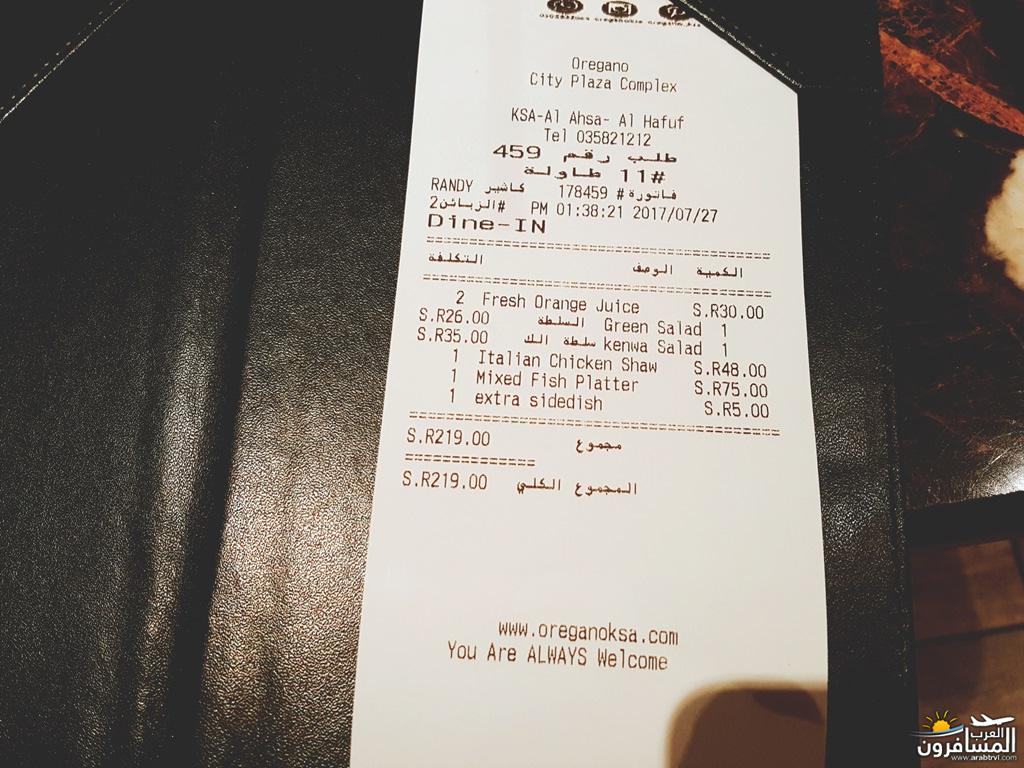 Oregano
City Plaza Complex
KSA-Al Ahsa- Al Hafuf
Tel 035821212
طلب رقم 459
طاولة 11#
RANDY كاشير 178459 # فاتورة
2الزبائن# PM 01:38:21 2017/07/27
Dine-IN
التكلفة الوصف الكمية
2 Fresh Orange Juice S.R30.00
S.R26.00 السلطة Green Salad 1
S.R35.00 سلطة الك kenwa Salad 1
1 Italian Chicken Shaw S.R48.00
1 Mixed Fish Platter S.R75.00
1 extra sidedish S.R5.00
S.R219.00 مجموع
S.R219.00 المجموع الكلي
www.oreganoksa.com
You Are ALWAYS Welcome
العرب
المسافرون
www.arabtrvl.com